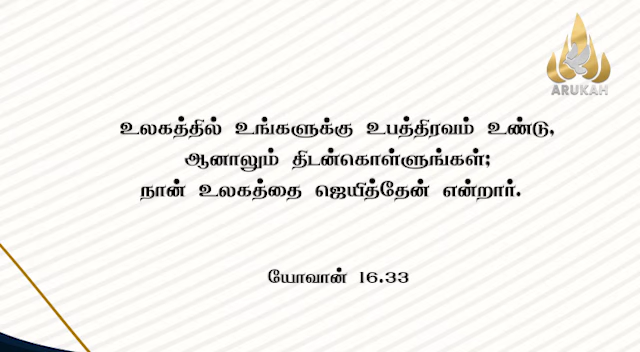 ARUKAH
உலகத்தில் உங்களுக்கு உபத்திரவம் உண்டு,
ஆனாலும் திடன்கொள்ளுங்கள்;
நான் உலகத்தை ஜெயித்தேன் என்றார்.
யோவான் 16.33